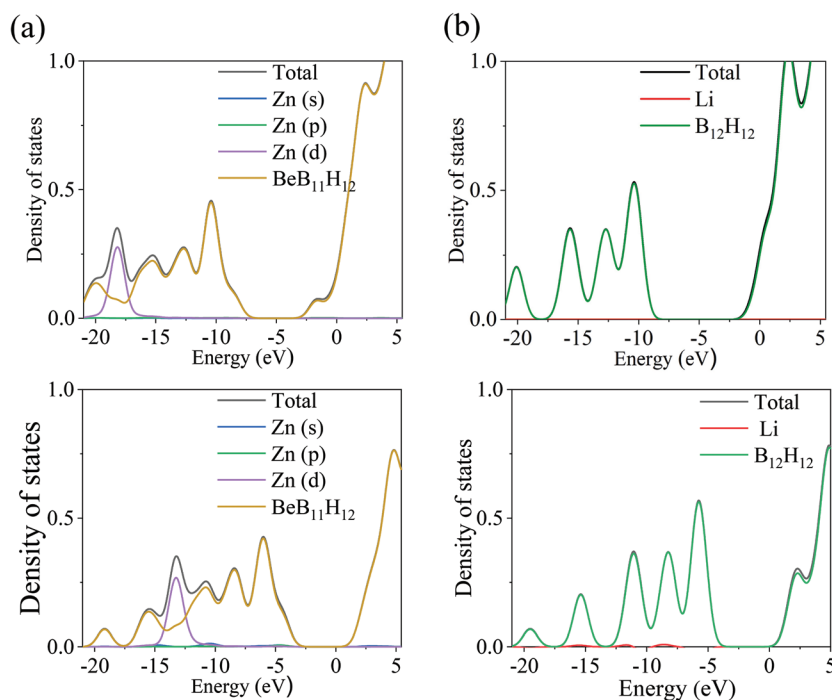 (a)
1.0
Total
Zn (s)
Zn (p)
Zn (d)
BeB₁₁H₁₂
0.5
0.0
Density of states
-20 -15 -10 -5 0 5
Energy (eV)
(b)
1.0
Total
Li
B₁₂H₁₂
0.5
0.0
Density of states
-20 -15 -10 -5 0 5
Energy (eV)
1.0
Total
Zn (s)
Zn (p)
Zn (d)
BeB₁₁H₁₂
0.5
0.0
Density of states
-20 -15 -10 -5 0 5
Energy (eV)
1.0
Total
Li
B₁₂H₁₂
0.5
0.0
Density of states
-20 -15 -10 -5 0 5
Energy (eV)